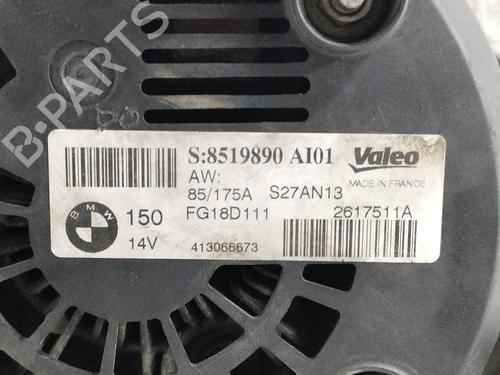 B-PARTS
S:8519890 AI01
Valeo
AW:
MADE IN FRANCE
85/175A S27AN13
BMW
150
FG18D111
2617511A
14V
413066673